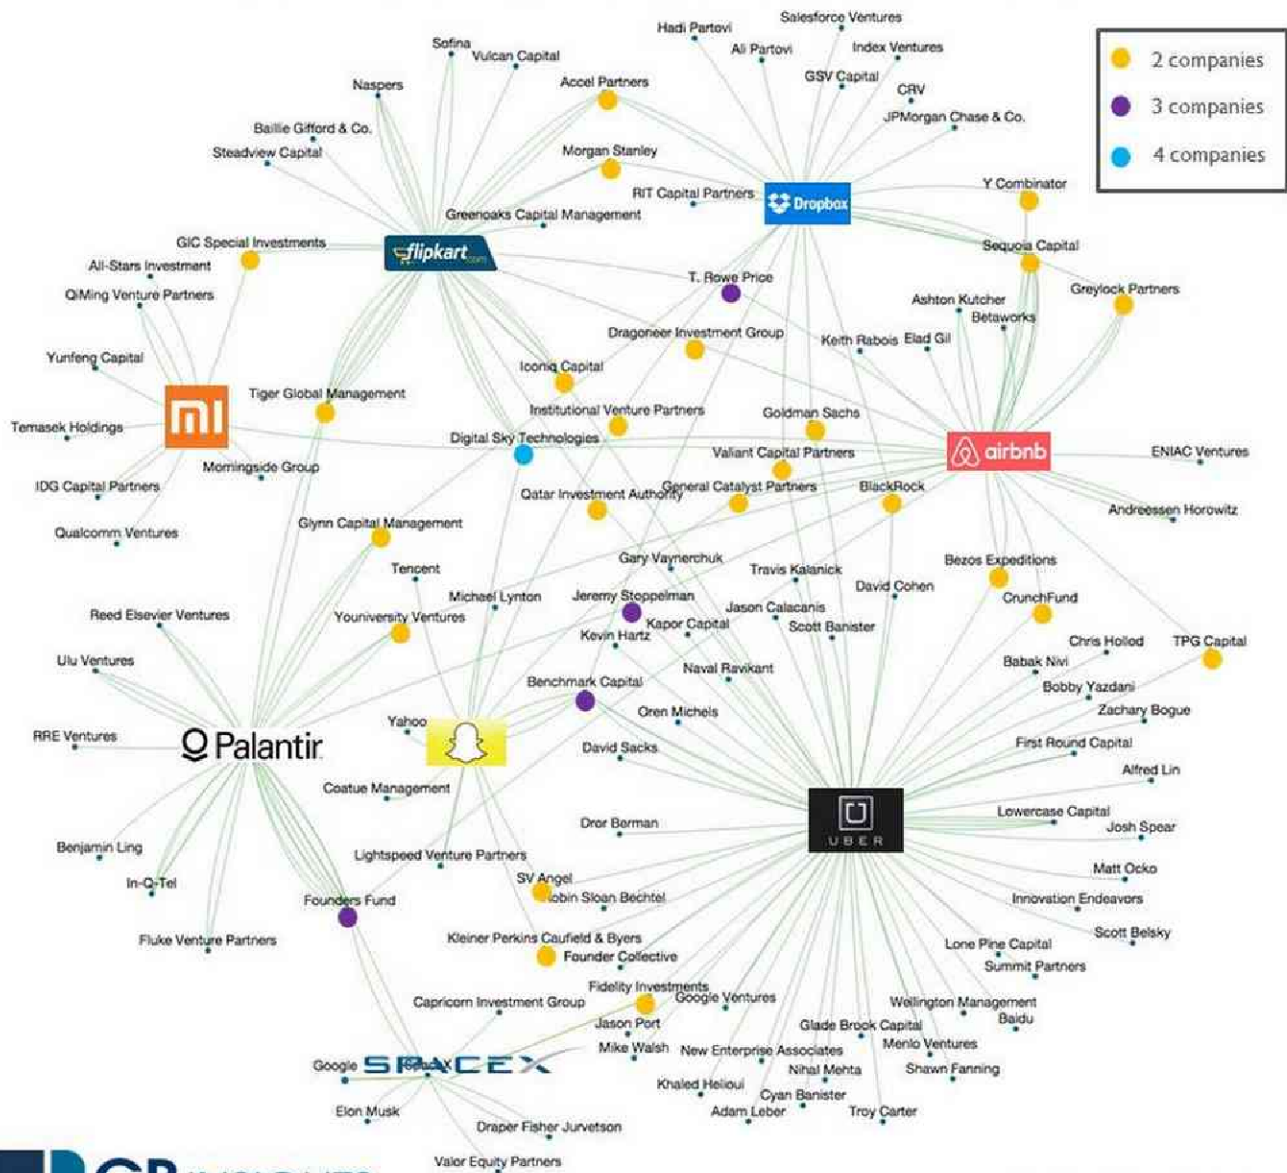 Salesforce Ventures
Hadi Partovi
Sofina
Ali Partovi
Index Ventures
Vulcan Capital
2 companies
GSV Capital
Accel Partners
Naspers
CRV
3 companies
JPMorgan Chase & Co.
Baillie Gifford & Co.
Steadview Capital
Morgan Stanley
4 companies
Y Combinator
RIT Capital Partners
Dropbox
Greenoaks Capital Management
GIC Special Investments
flipkart.com
Sequoia Capital
All-Stars Investment
T. Rowe Price
Greylock Partners
QiMing Venture Partners
Ashton Kutcher
Betaworks
Dragoneer Investment Group
Keith Rabois
Elad Gil
Yunfeng Capital
Iconiq Capital
Tiger Global Management
mi
Institutional Venture Partners
Goldman Sachs
Temasek Holdings
Digital Sky Technologies
Valiant Capital Partners
airbnb
ENIAC Ventures
Morningside Group
IDG Capital Partners
General Catalyst Partners
BlackRock
Qatar Investment Authority
Andreessen Horowitz
Glynn Capital Management
Qualcomm Ventures
Gary Vaynerchuk
Bezos Expeditions
Tencent
Travis Kalanick
David Cohen
Michael Lynton
Jeremy Stoppelman
CrunchFund
Jason Calacanis
Reed Elsevier Ventures
Youniversity Ventures
Kapor Capital
Scott Banister
Kevin Hartz
Chris Holled
TPG Capital
Ulu Ventures
Babak Nivi
Naval Ravikant
Benchmark Capital
Bobby Yazdani
Oren Michels
Zachary Bogue
Yahoo
RRE Ventures
Palantir
David Sacks
First Round Capital
Alfred Lin
Coatue Management
Lowercase Capital
Dror Berman
UBER
Josh Spear
Benjamin Ling
Lightspeed Venture Partners
Matt Ocko
SV Angel
In-Q-Tel
Robin Sloan Bechtel
Innovation Endeavors
Founders Fund
Scott Belsky
Fluke Venture Partners
Kleiner Perkins Caufield & Byers
Lone Pine Capital
Founder Collective
Summit Partners
Fidelity Investments
Google Ventures
Capricorn Investment Group
Wellington Management
Jason Port
Glade Brook Capital
Baidu
Mike Walsh
New Enterprise Associates
Menlo Ventures
Google
SPACEX
Nihal Mehta
Shawn Fanning
Khaled Helioui
Cyan Banister
Elon Musk
Adam Leber
Troy Carter
Draper Fisher Jurvetson
Valor Equity Partners